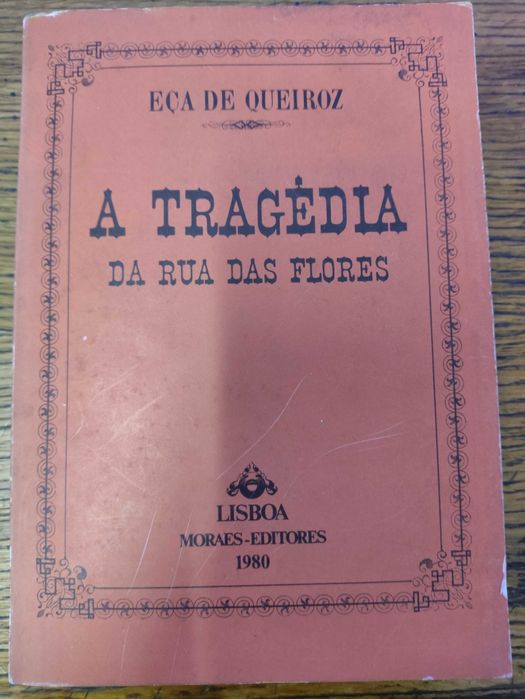 EÇA DE QUEIROZ
A TRAGÉDIA
DA RUA DAS FLORES
LISBOA
MORAES-EDITORES
1980